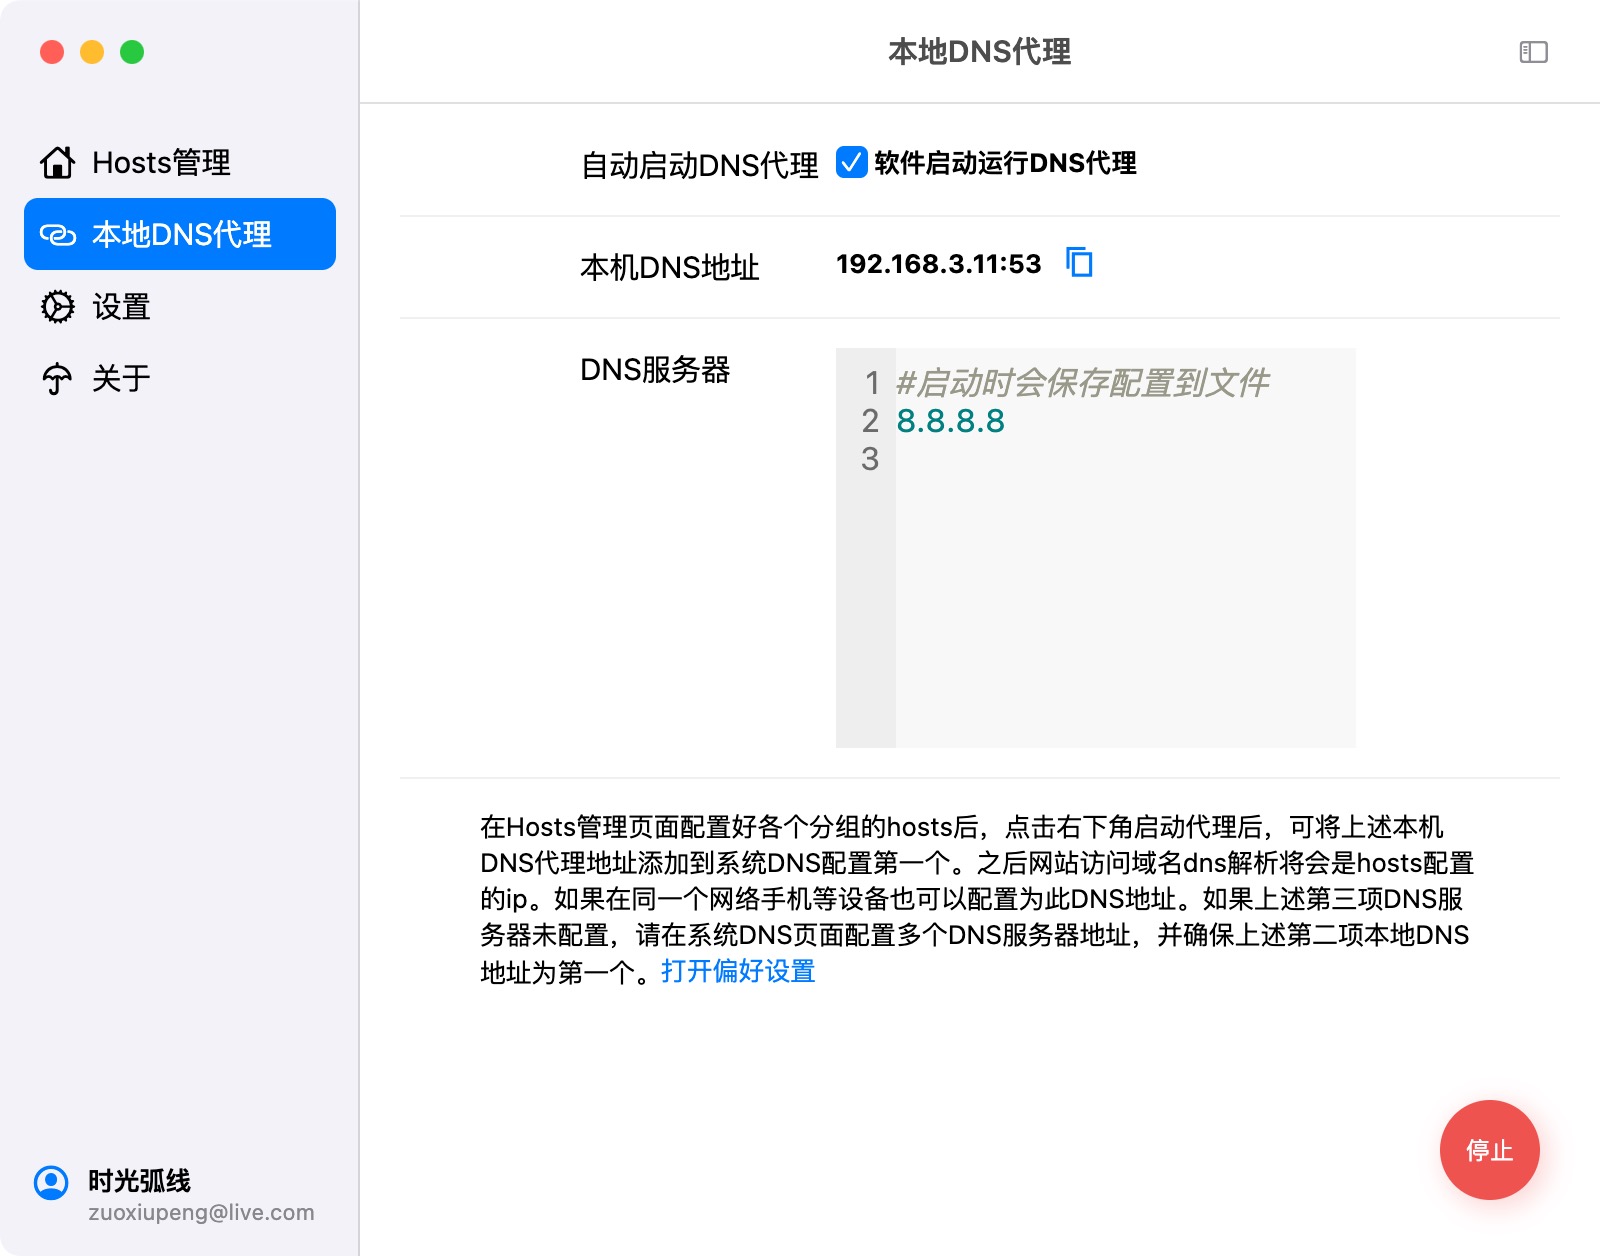 本地DNS代理
Hosts管理
本地DNS代理
设置
关于
自动启动DNS代理 软件启动运行DNS代理
本机DNS地址 192.168.3.11:53
DNS服务器
1 #启动时会保存配置到文件
2 8.8.8.8
3
在Hosts管理页面配置好各个分组的hosts后，点击右下角启动代理后，可将上述本机
DNS代理地址添加到系统DNS配置第一个。之后网站访问域名dns解析将会是hosts配置
的ip。如果在同一个网络手机等设备也可以配置为此DNS地址。如果上述第三项DNS服
务器未配置，请在系统DNS页面配置多个DNS服务器地址，并确保上述第二项本地DNS
地址为第一个。打开偏好设置
停止
时光弧线
zuoxiupeng@live.com